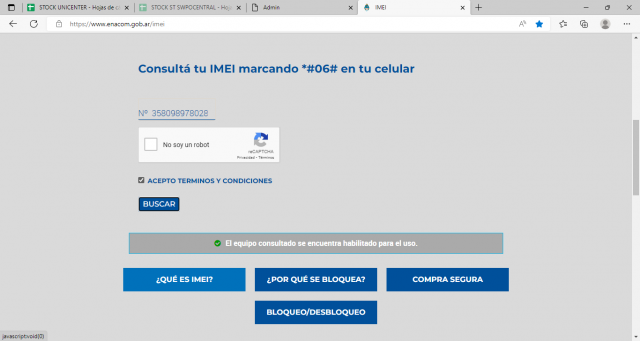 STOCK UNICENTER - Hojas de c
STOCK ST SWPOCENTRAL - Hoj
Admin
IMEI
https://www.enacom.gob.ar/imei
Consultá tu IMEI marcando *#06# en tu celular
Nº 358098978028
No soy un robot
reCAPTCHA
Privacidad - Términos
ACEPTO TERMINOS Y CONDICIONES
BUSCAR
El equipo consultado se encuentra habilitado para el uso.
¿QUÉ ES IMEI?
¿POR QUÉ SE BLOQUEA?
COMPRA SEGURA
BLOQUEO/DESBLOQUEO
javascript:void(0)